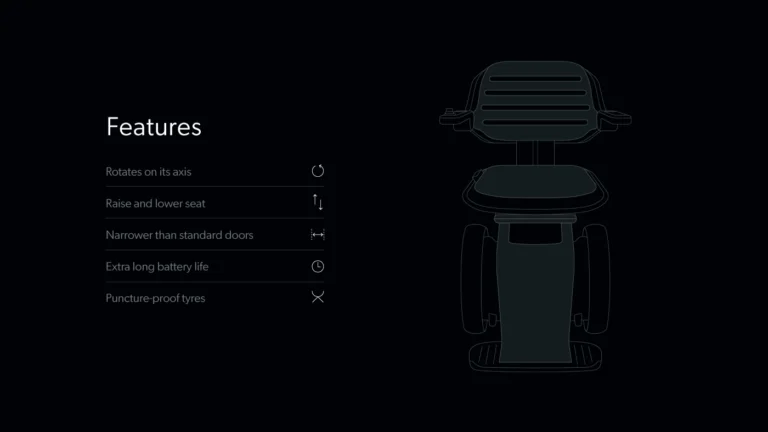 Features
Rotates on its axis
Raise and lower seat
Narrower than standard doors
Extra long battery life
Puncture-proof tyres